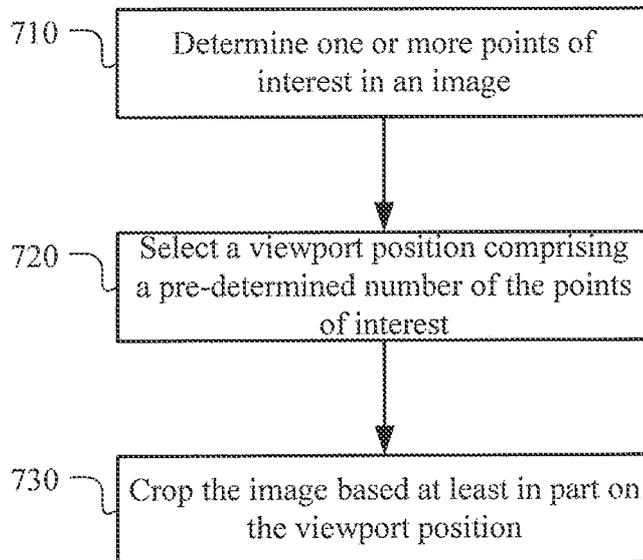 710
Determine one or more points of
interest in an image
720
Select a viewport position comprising
a pre-determined number of the points
of interest
730
Crop the image based at least in part on
the viewport position